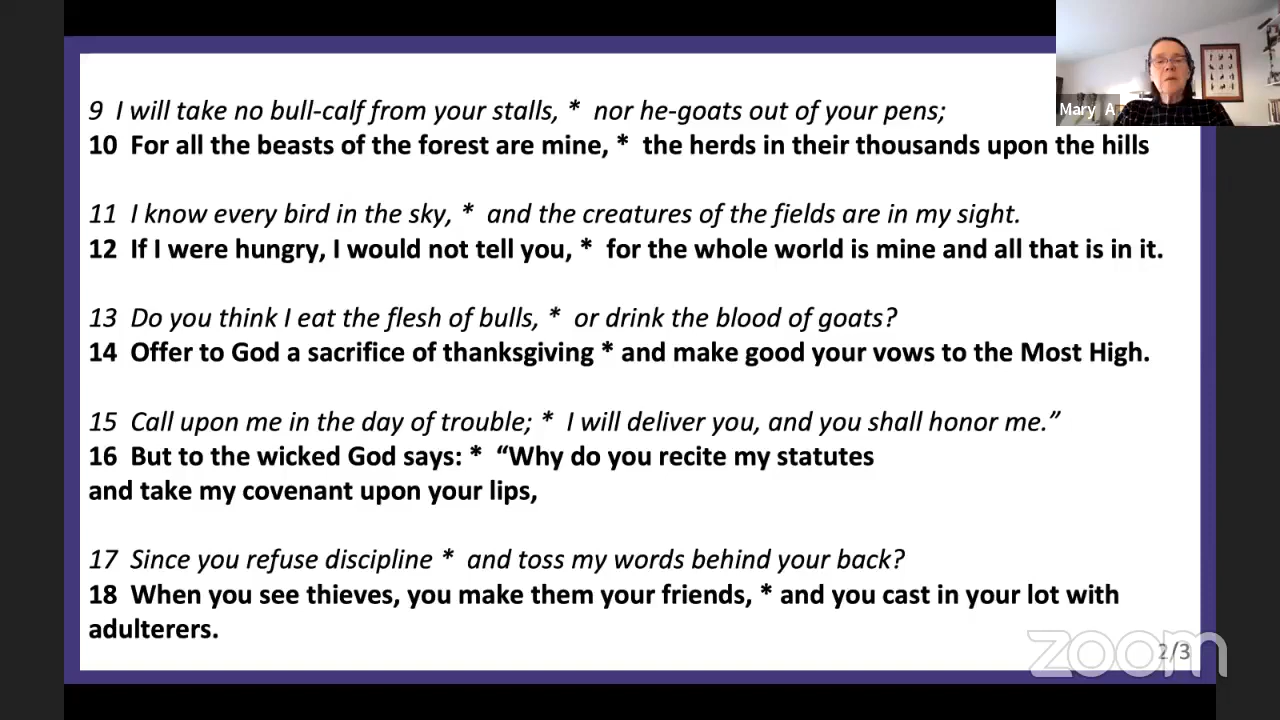 Mary A
9 I will take no bull-calf from your stalls, * nor he-goats out of your pens;
10 For all the beasts of the forest are mine, * the herds in their thousands upon the hills
11 I know every bird in the sky, * and the creatures of the fields are in my sight.
12 If I were hungry, I would not tell you, * for the whole world is mine and all that is in it.
13 Do you think I eat the flesh of bulls, * or drink the blood of goats?
14 Offer to God a sacrifice of thanksgiving * and make good your vows to the Most High.
15 Call upon me in the day of trouble; * I will deliver you, and you shall honor me.”
16 But to the wicked God says: * “Why do you recite my statutes
and take my covenant upon your lips,
17 Since you refuse discipline * and toss my words behind your back?
18 When you see thieves, you make them your friends, * and you cast in your lot with
adulterers.
zoom
2/3